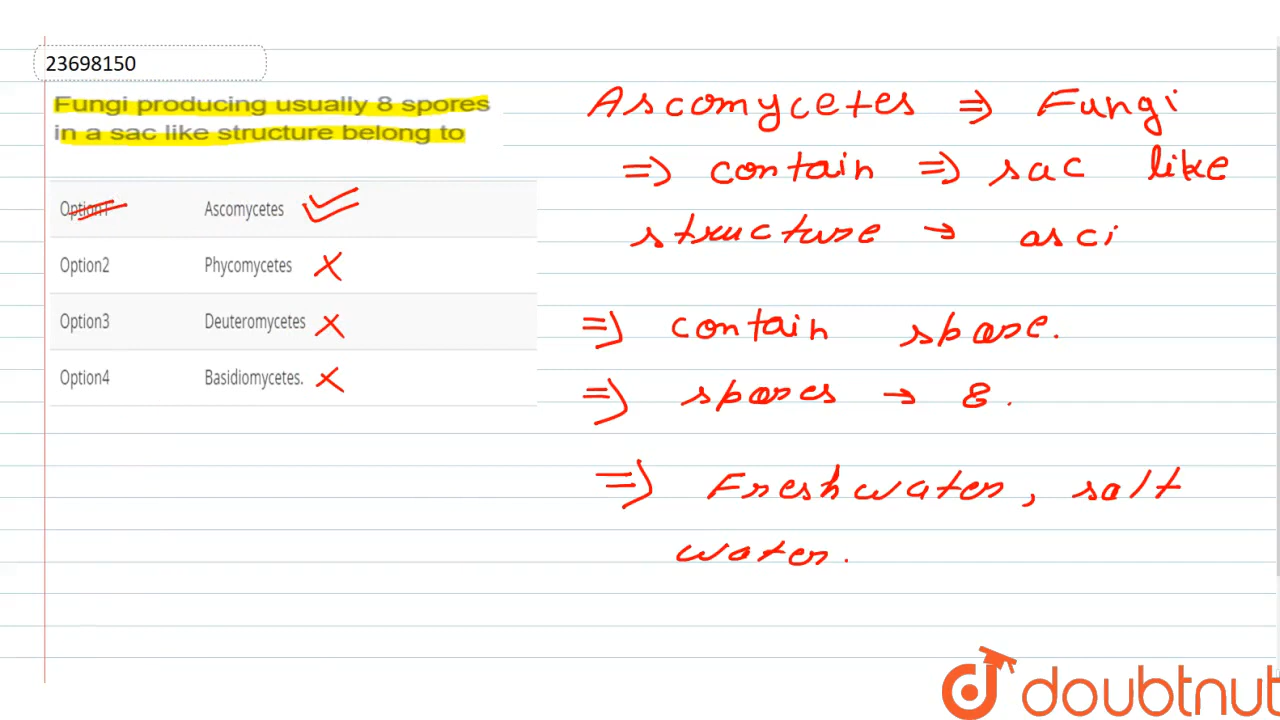 23698150
Fungi producing usually 8 spores
in a sac like structure belong to
Option1 Ascomycetes
Option2 Phycomycetes
Option3 Deuteromycetes
Option4 Basidiomycetes.
Ascomycetes ⇒ Fungi
⇒ contain ⇒ sac like
structure → asci
⇒ contain spore.
⇒ spores → 8.
⇒ Freshwater, salt
water.
doubtnut